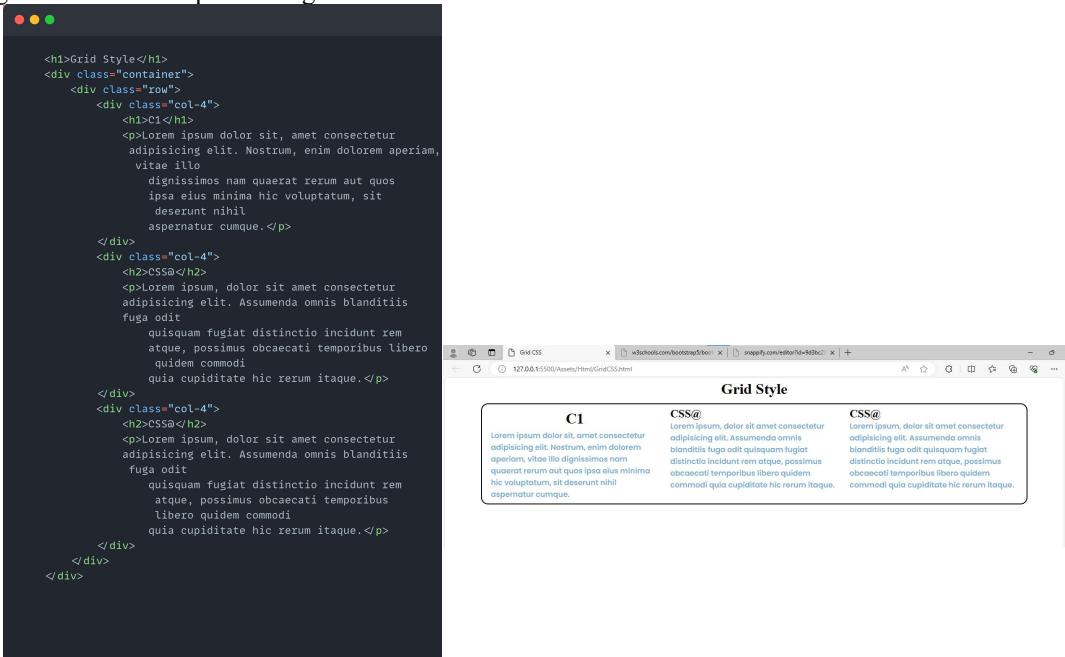 <h1>Grid Style</h1>
<div class="container">
<div class="row">
<div class="col-4">
<h1>C1</h1>
<p>Lorem ipsum dolor sit, amet consectetur
adipisicing elit. Nostrum, enim dolorem aperiam,
vitae illo
dignissimos nam quaerat rerum aut quos
ipsa eius minima hic voluptatum, sit
deserunt nihil
aspernatur cumque.</p>
</div>
<div class="col-4">
<h2>CSS@</h2>
<p>Lorem ipsum, dolor sit amet consectetur
adipisicing elit. Assumenda omnis blanditiis
fuga odit
quisquam fugiat distinctio incidunt rem
atque, possimus obcaecati temporibus libero
quidem commodi
quia cupiditate hic rerum itaque.</p>
</div>
<div class="col-4">
<h2>CSS@</h2>
<p>Lorem ipsum, dolor sit amet consectetur
adipisicing elit. Assumenda omnis blanditiis
fuga odit
quisquam fugiat distinctio incidunt rem
atque, possimus obcaecati temporibus
libero quidem commodi
quia cupiditate hic rerum itaque.</p>
</div>
</div>
</div>
Grid CSS
w3schools.com/bootstrap5/boot
snappify.com/editor?id=9d3bc2
127.0.0.1:5500/Assets/Html/GridCSS.html
Grid Style
C1
Lorem ipsum dolor sit, amet consectetur
adipisicing elit. Nostrum, enim dolorem
aperiam, vitae illo dignissimos nam
quaerat rerum aut quos ipsa eius minima
hic voluptatum, sit deserunt nihil
aspernatur cumque.
CSS@
Lorem ipsum, dolor sit amet consectetur
adipisicing elit. Assumenda omnis
blanditiis fuga odit quisquam fugiat
distinctio incidunt rem atque, possimus
obcaecati temporibus libero quidem
commodi quia cupiditate hic rerum itaque.
CSS@
Lorem ipsum, dolor sit amet consectetur
adipisicing elit. Assumenda omnis
blanditiis fuga odit quisquam fugiat
distinctio incidunt rem atque, possimus
obcaecati temporibus libero quidem
commodi quia cupiditate hic rerum itaque.